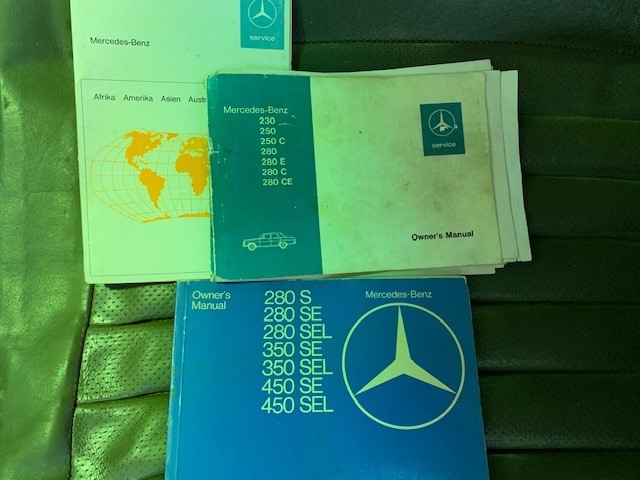 Mercedes-Benz
service
Afrika Amerika Asien
Mercedes-Benz
230
250
250 C
280
280 E
280 C
280 CE
service
Owner's Manual
Owner's
Manual
280 S
280 SE
280 SEL
350 SE
350 SEL
450 SE
450 SEL
Mercedes-Benz